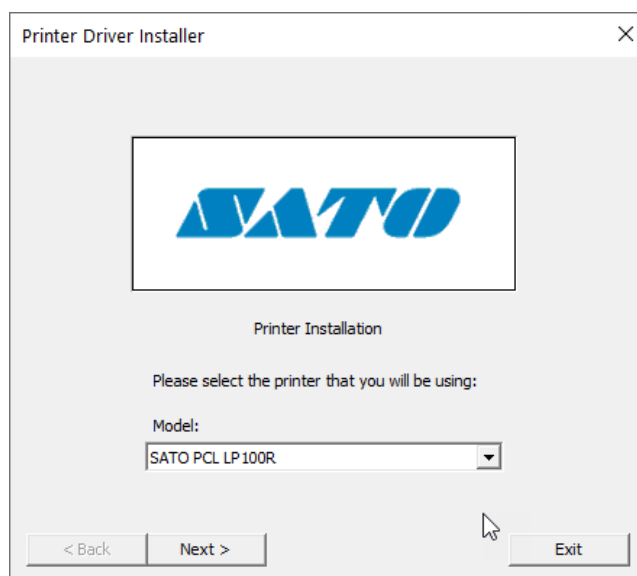 Printer Driver Installer
SATO
Printer Installation
Please select the printer that you will be using:
Model:
SATO PCL LP100R
< Back
Next >
Exit